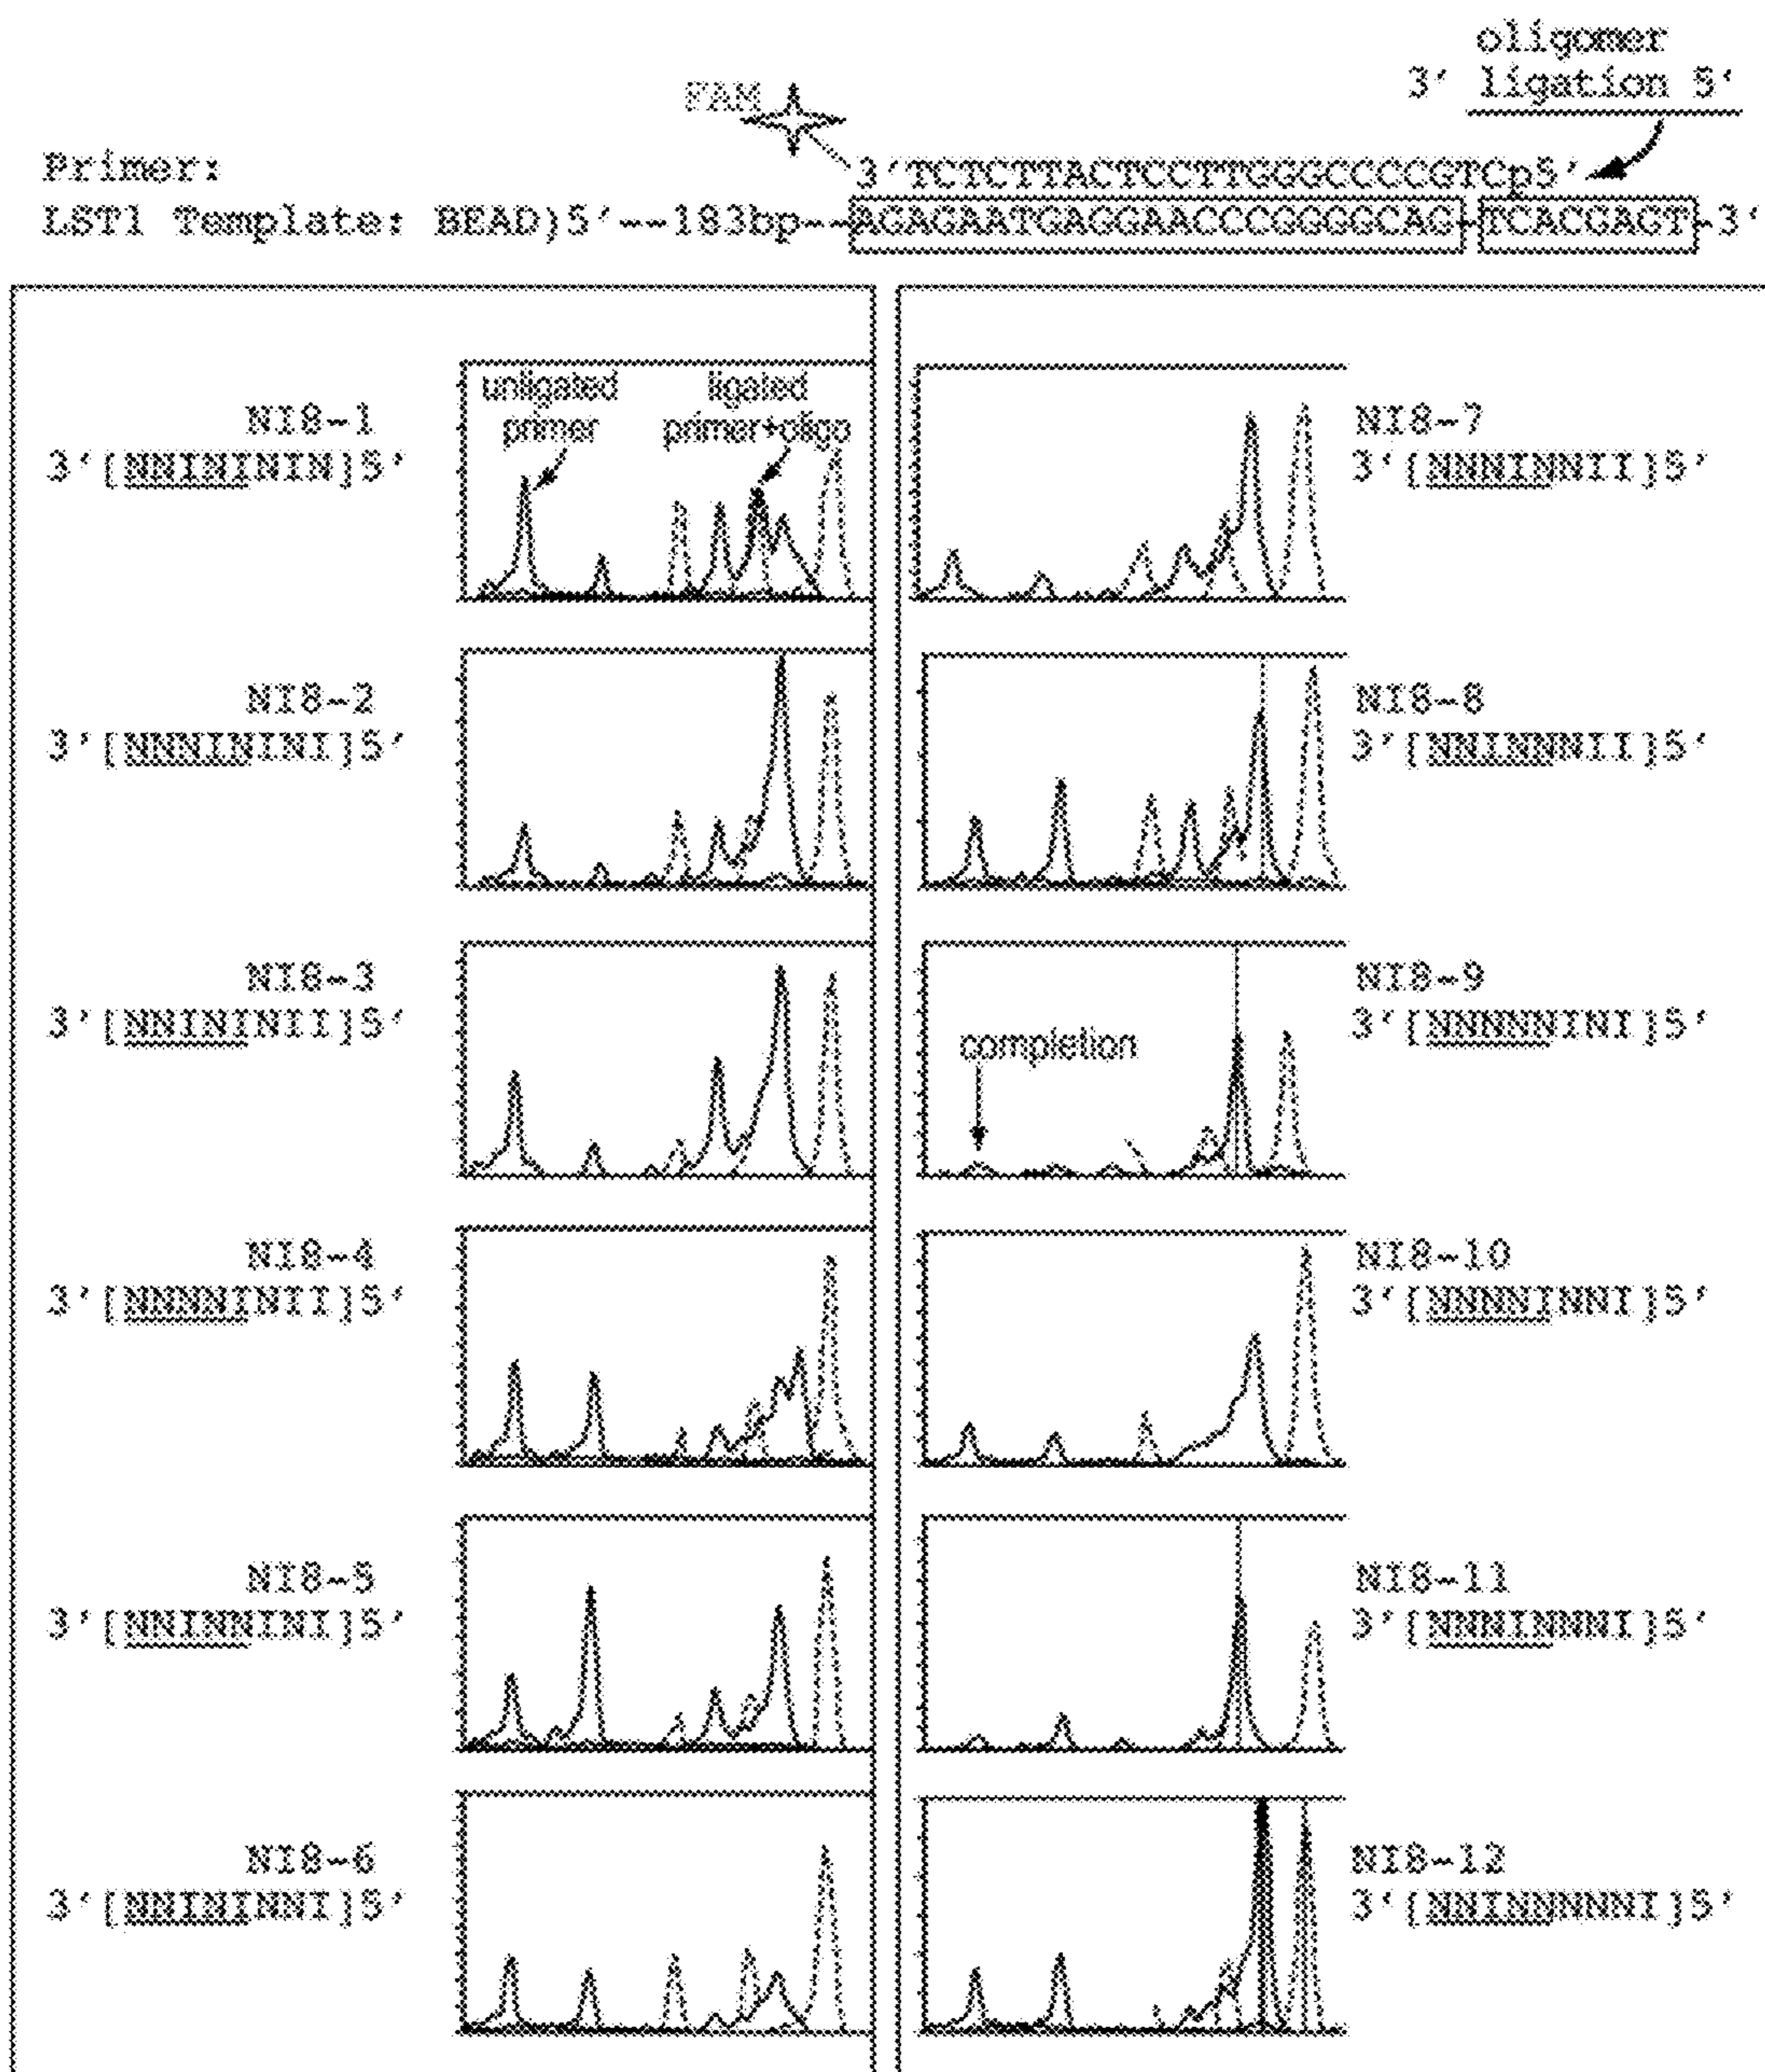 oligomer
3′ ligation 5′
FAM
Primer: 3′TCTCTTACTCCTTGGGCCCCGTCp5′
LST1 Template: BEAD)5′--183bp--AGAGAATGAGGAACCCGGGGCAG-TCACGAGT-3′
NI8-1
3′[NNINININ]5′
unligated
primer
ligated
primer+oligo
NI8-2
3′[NNNININI]5′
NI8-3
3′[NNININII]5′
NI8-4
3′[NNNNINII]5′
NI8-5
3′[NNINNINI]5′
NI8-6
3′[NNININNI]5′
NI8-7
3′[NNNINNII]5′
NI8-8
3′[NNINNNII]5′
NI8-9
3′[NNNNNINI]5′
completion
NI8-10
3′[NNNNINNI]5′
NI8-11
3′[NNNINNNI]5′
NI8-12
3′[NNINNNNNI]5′